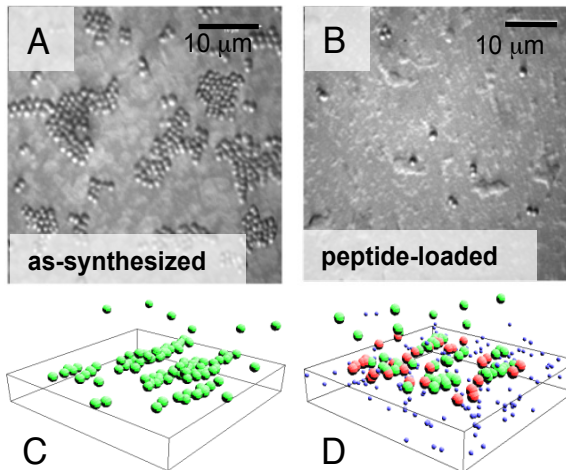 A
10 μm
as-synthesized
B
10 μm
peptide-loaded
C
D